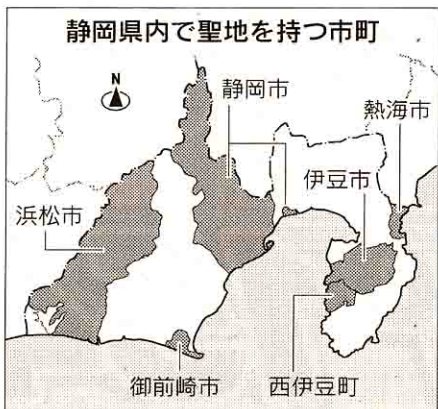 静岡県内で聖地を持つ市町
N
静岡市
熱海市
伊豆市
浜松市
御前崎市
西伊豆町